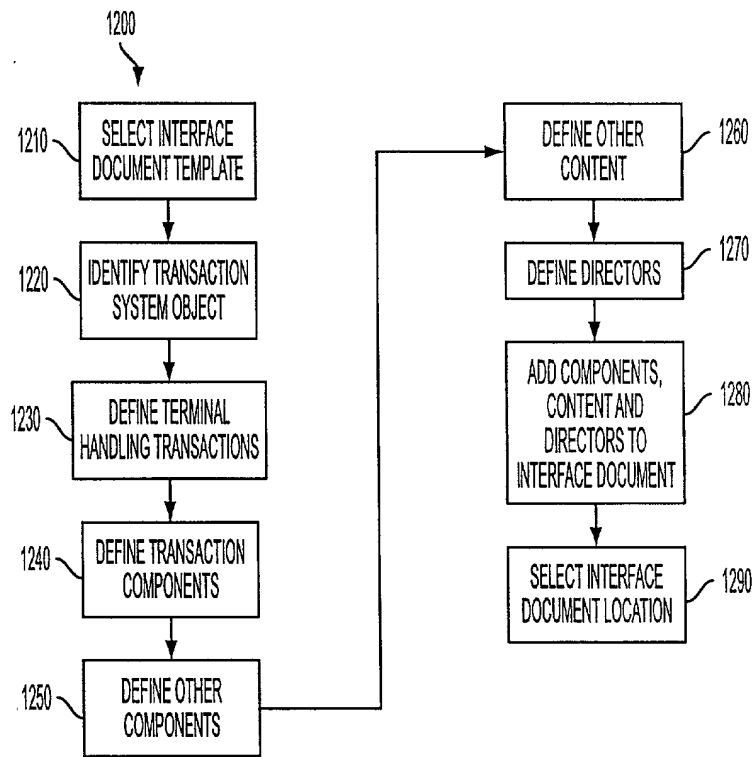 1200
1210
SELECT INTERFACE
DOCUMENT TEMPLATE
1220
IDENTIFY TRANSACTION
SYSTEM OBJECT
1230
DEFINE TERMINAL
HANDLING TRANSACTIONS
1240
DEFINE TRANSACTION
COMPONENTS
1250
DEFINE OTHER
COMPONENTS
DEFINE OTHER
CONTENT
1260
DEFINE DIRECTORS
1270
ADD COMPONENTS,
CONTENT AND
DIRECTORS TO
INTERFACE DOCUMENT
1280
SELECT INTERFACE
DOCUMENT LOCATION
1290